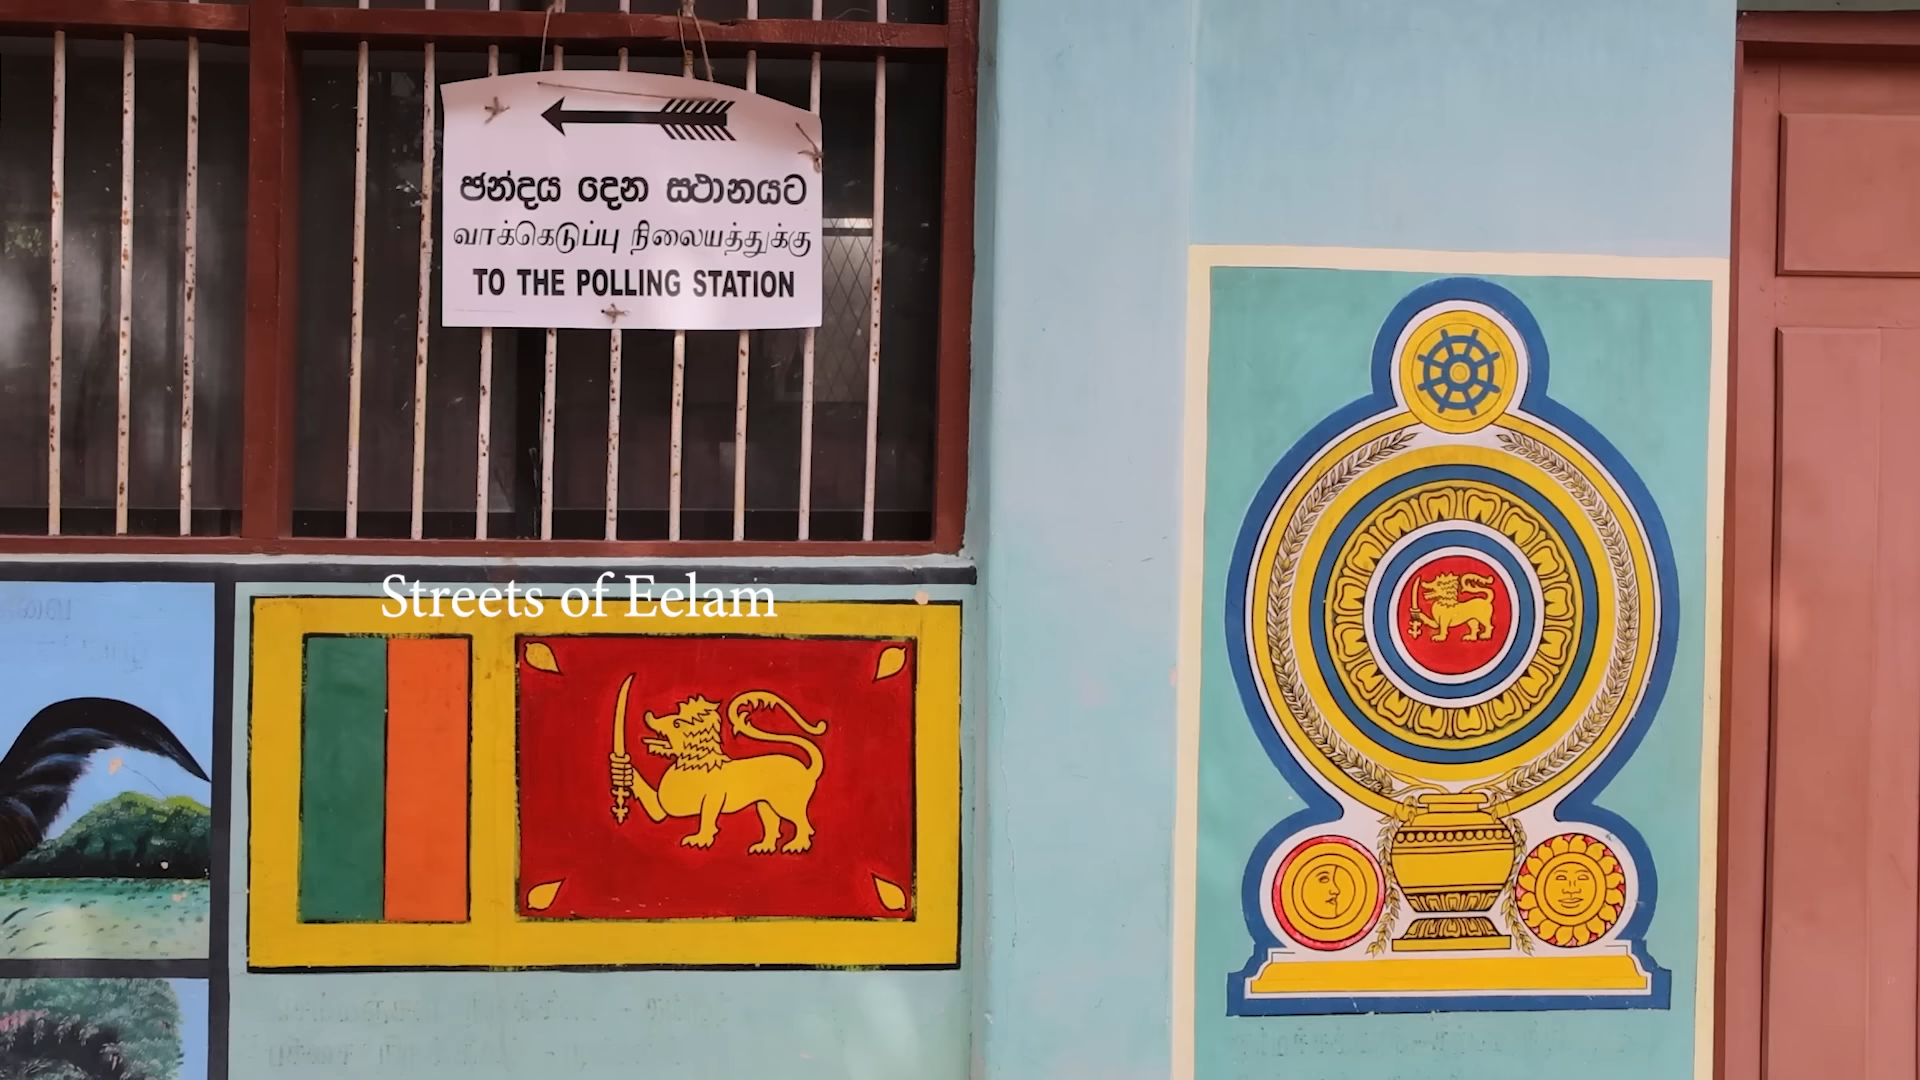 ඡන්දය දෙන ස්ථානයට
வாக்கெடுப்பு நிலையத்துக்கு
TO THE POLLING STATION
Streets of Eelam